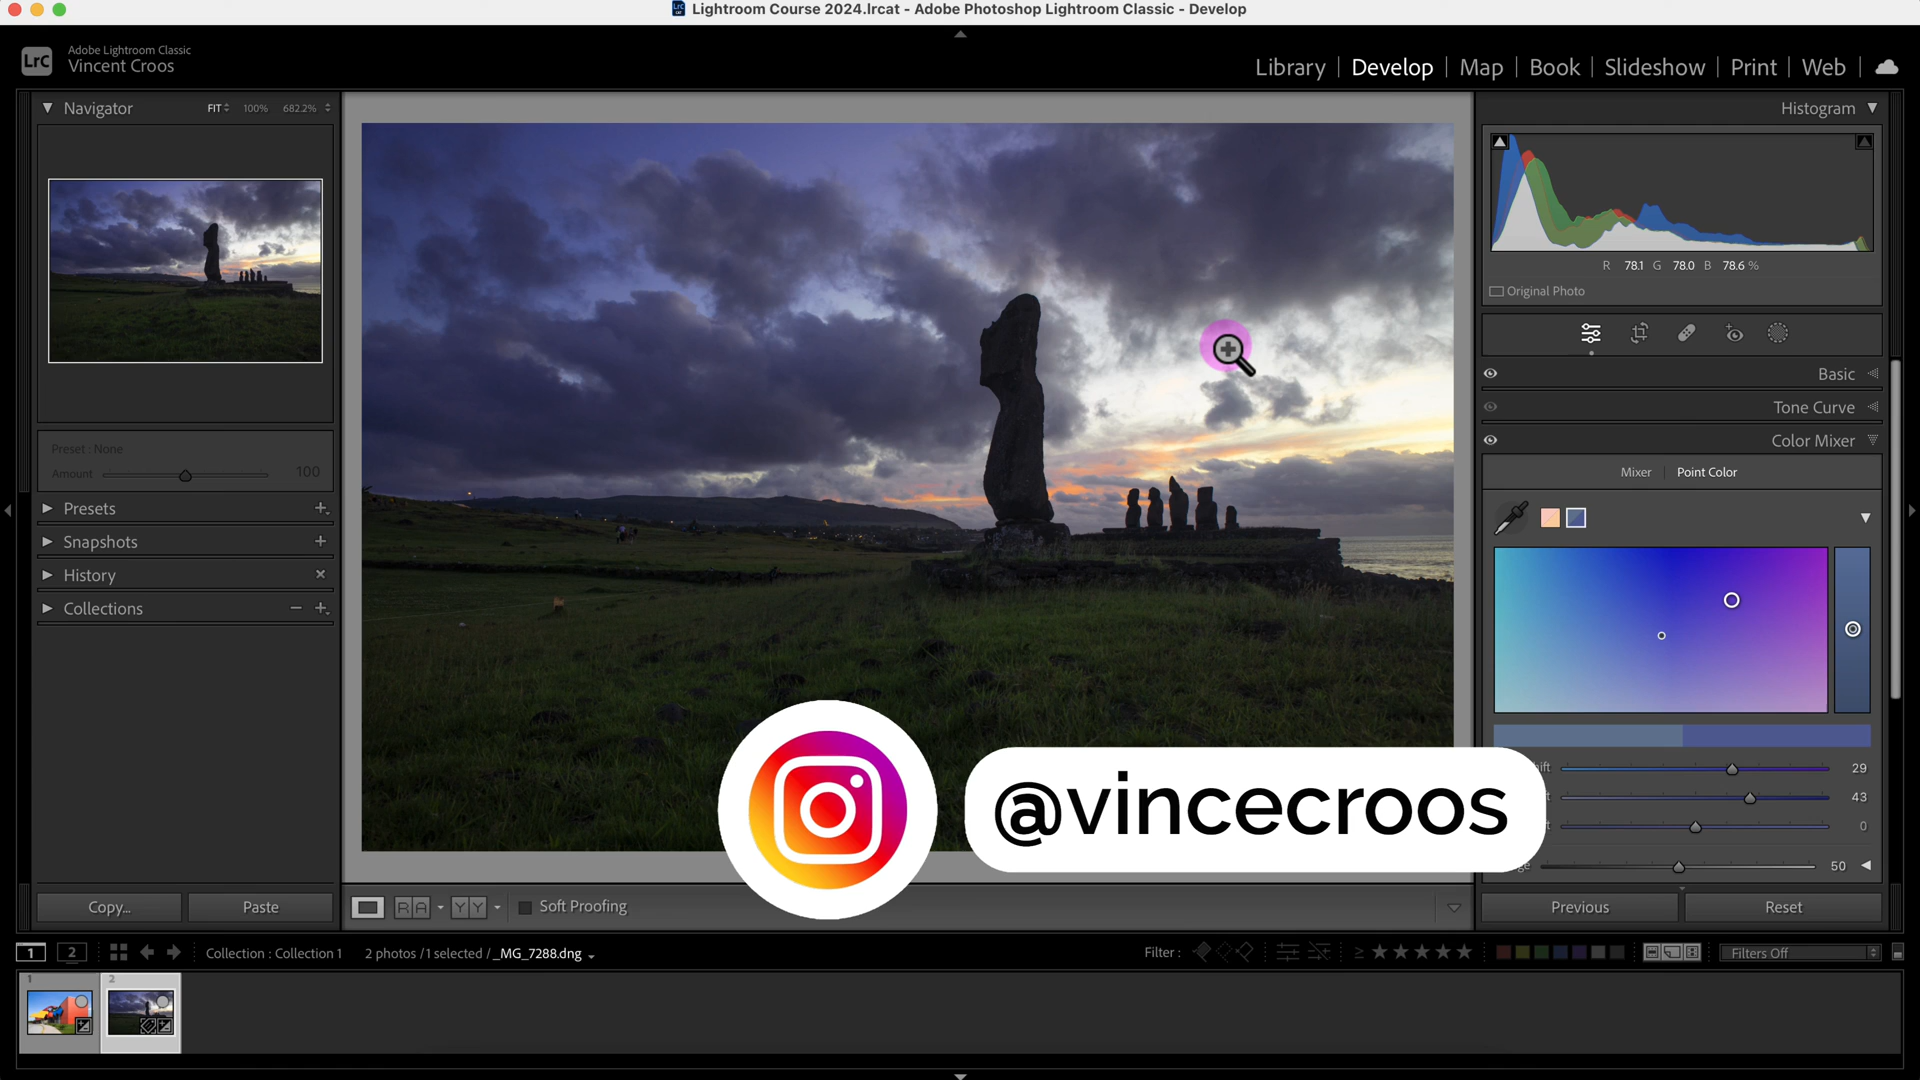 Lightroom Course 2024.lrcat - Adobe Photoshop Lightroom Classic - Develop
LrC
Adobe Lightroom Classic
Vincent Croos
Library | Develop | Map | Book | Slideshow | Print | Web
Navigator
FIT
100%
682.2%
Histogram
R 78.1 G 78.0 B 78.6 %
Original Photo
Basic
Tone Curve
Color Mixer
Mixer | Point Color
Preset : None
Amount
100
Presets
Snapshots
History
Collections
29
43
0
50
@vincecroos
Copy...
Paste
R A
Y Y
Soft Proofing
Previous
Reset
1
2
Collection : Collection 1
2 photos /1 selected / _MG_7288.dng
Filter :
Filters Off
1
2